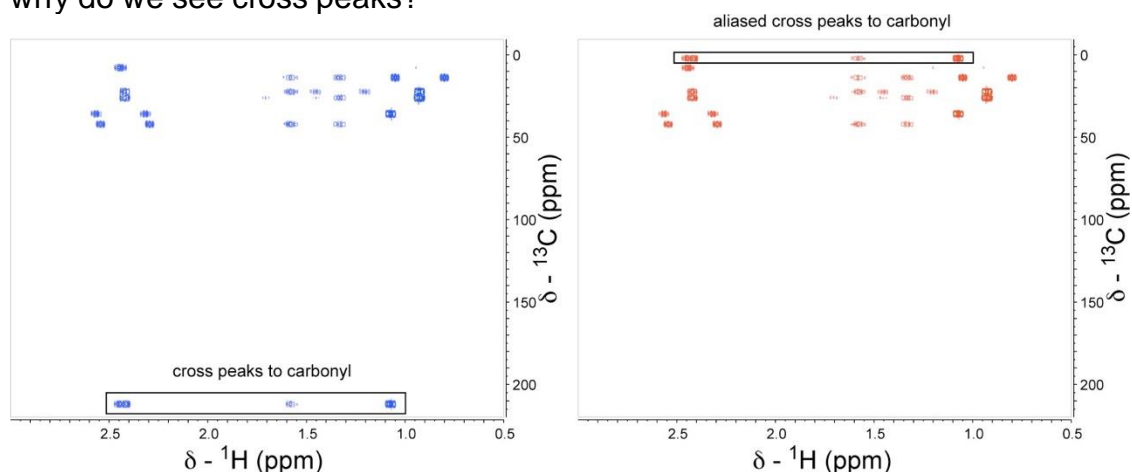 why do we see cross peaks?
aliased cross peaks to carbonyl
0
50
100
150
200
δ - ¹³C (ppm)
cross peaks to carbonyl
2.5 2.0 1.5 1.0 0.5
δ - ¹H (ppm)
0
50
100
150
200
δ - ¹³C (ppm)
2.5 2.0 1.5 1.0 0.5
δ - ¹H (ppm)